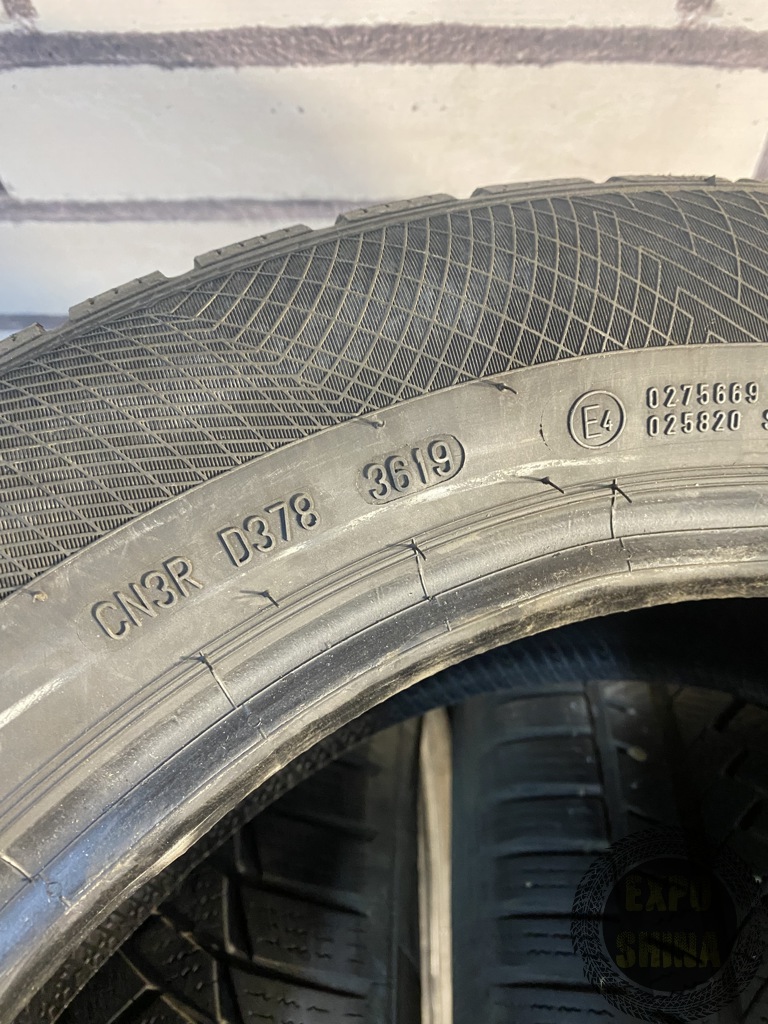 E4 0275669
025820 S
CN3R D378 3619
EXPO
SHINA